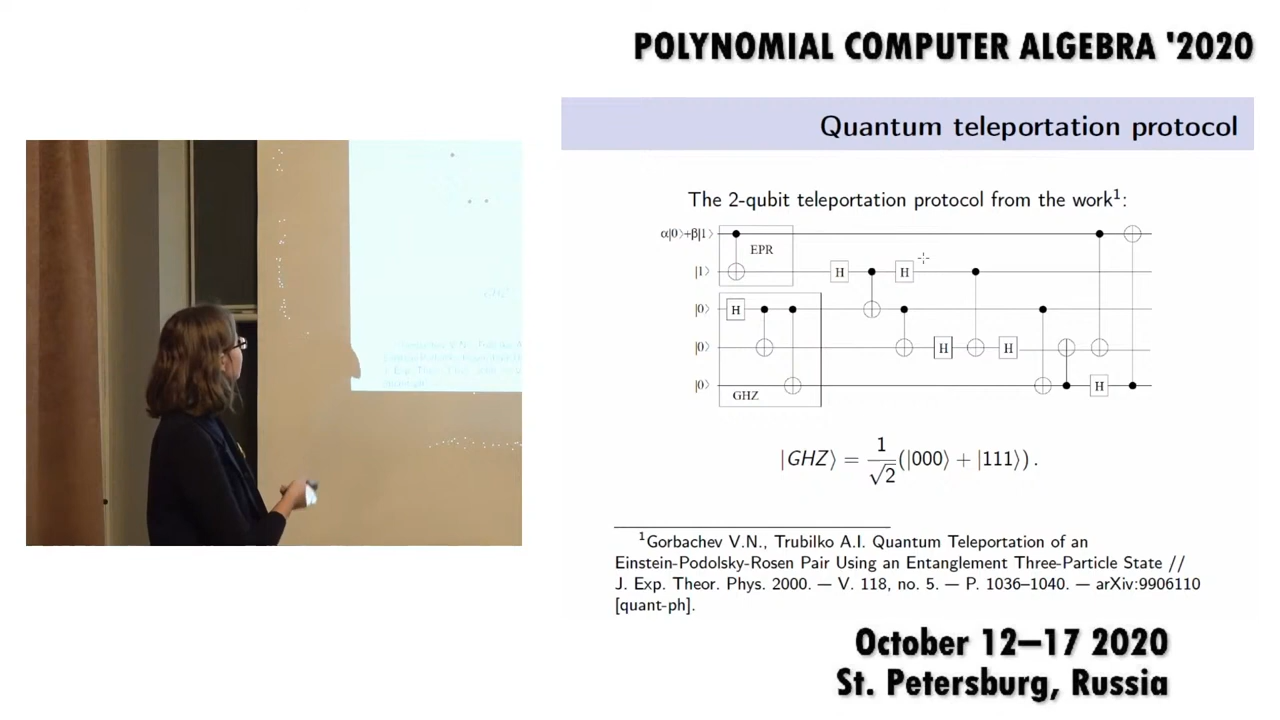 POLYNOMIAL COMPUTER ALGEBRA '2020
Quantum teleportation protocol
The 2-qubit teleportation protocol from the work¹:
α|0⟩+β|1⟩
EPR
|1⟩
H
H
|0⟩
H
|0⟩
H
H
|0⟩
H
GHZ
|GHZ⟩ = 1/√2 (|000⟩ + |111⟩) .
¹Gorbachev V.N., Trubilko A.I. Quantum Teleportation of an
Einstein-Podolsky-Rosen Pair Using an Entanglement Three-Particle State //
J. Exp. Theor. Phys. 2000. — V. 118, no. 5. — P. 1036–1040. — arXiv:9906110
[quant-ph].
October 12–17 2020
St. Petersburg, Russia